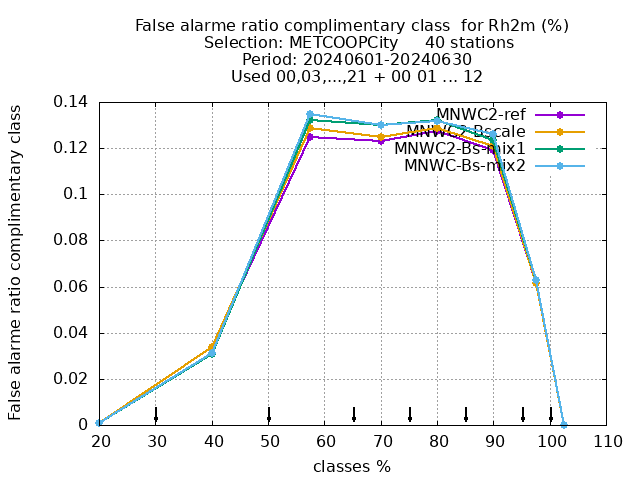 False alarme ratio complimentary class for Rh2m (%)
Selection: METCOOPCity 40 stations
Period: 20240601-20240630
Used 00,03,...,21 + 00 01 ... 12
False alarme ratio complimentary class
0.14
0.12
0.1
0.08
0.06
0.04
0.02
0
MNWC2-ref
MNWC2-Bscale
MNWC2-Bs-mix1
MNWC-Bs-mix2
20 30 40 50 60 70 80 90 100 110
classes %